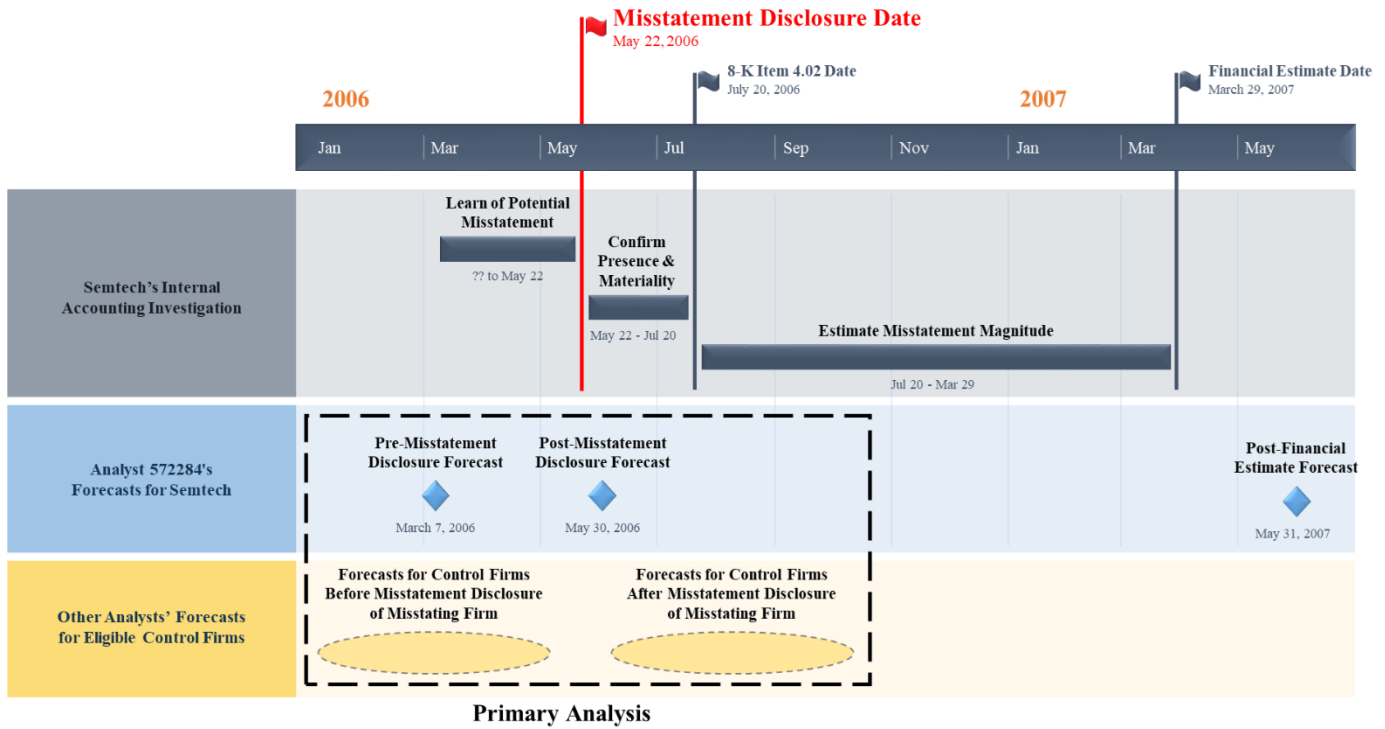 Misstatement Disclosure Date
May 22, 2006
8-K Item 4.02 Date
July 20, 2006
Financial Estimate Date
March 29, 2007
2006
2007
Jan
Mar
May
Jul
Sep
Nov
Jan
Mar
May
Semtech's Internal
Accounting Investigation
Learn of Potential
Misstatement
?? to May 22
Confirm
Presence &
Materiality
May 22 - Jul 20
Estimate Misstatement Magnitude
Jul 20 - Mar 29
Analyst 572284's
Forecasts for Semtech
Pre-Misstatement
Disclosure Forecast
March 7, 2006
Post-Misstatement
Disclosure Forecast
May 30, 2006
Post-Financial
Estimate Forecast
May 31, 2007
Other Analysts' Forecasts
for Eligible Control Firms
Forecasts for Control Firms
Before Misstatement Disclosure
of Misstating Firm
Forecasts for Control Firms
After Misstatement Disclosure
of Misstating Firm
Primary Analysis